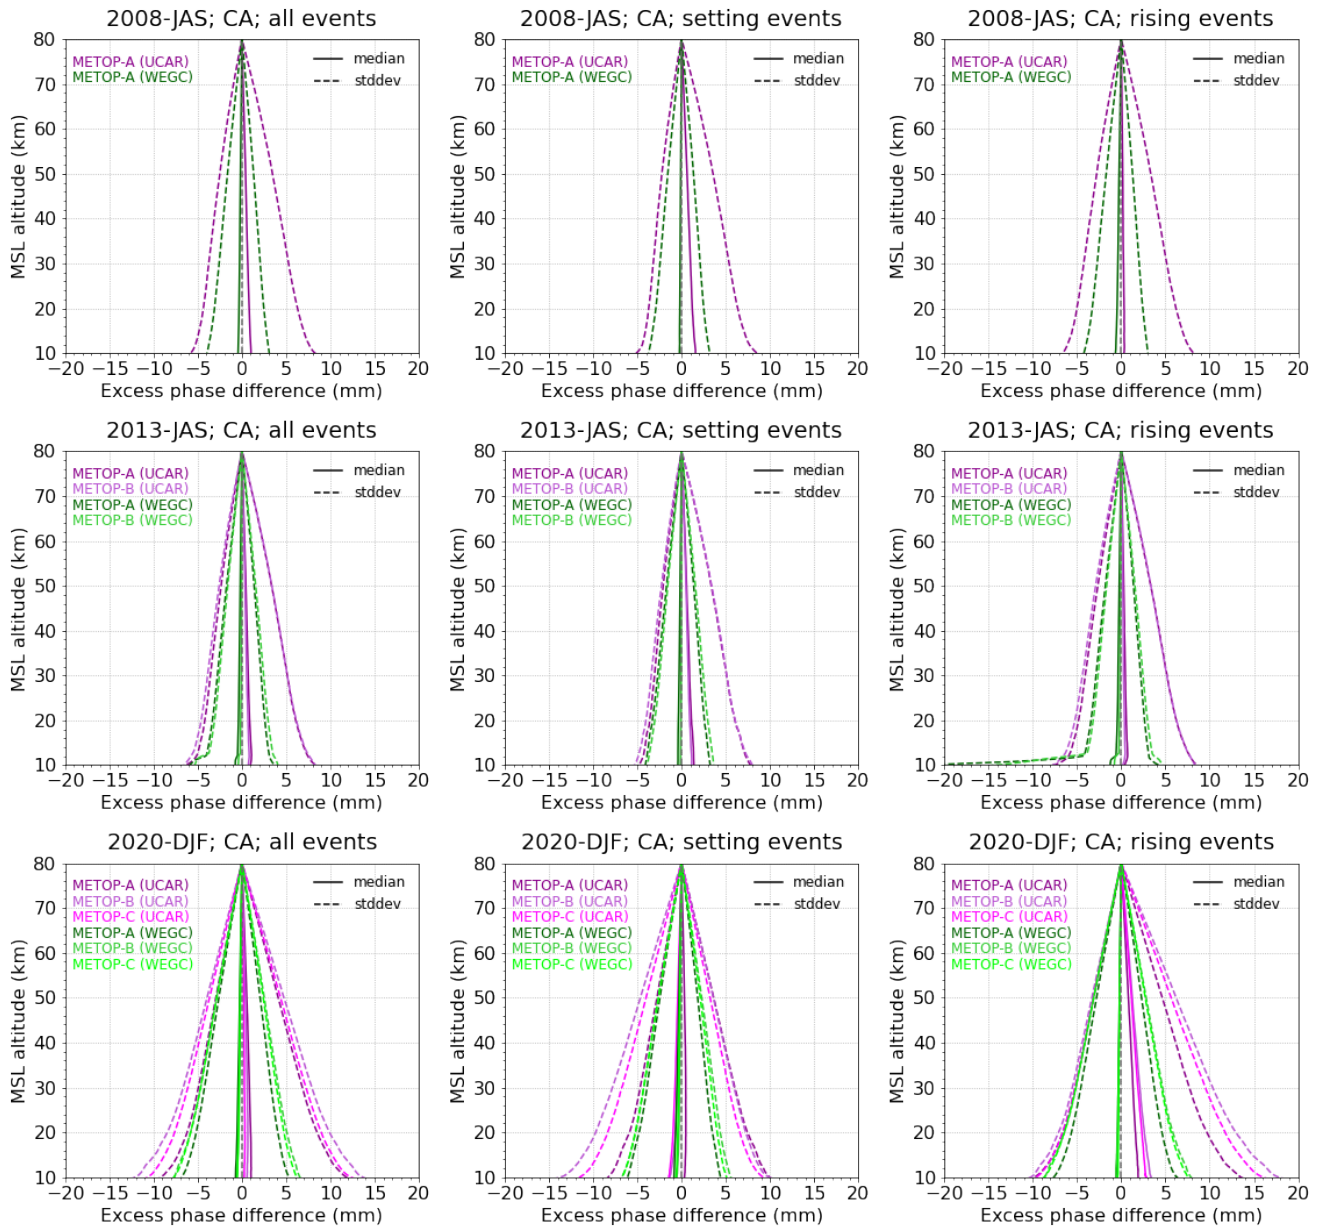 2008-JAS; CA; all events
METOP-A (UCAR)
METOP-A (WEGC)
median
stddev
80
70
60
50
40
30
20
10
MSL altitude (km)
−20 −15 −10 −5 0 5 10 15 20
Excess phase difference (mm)
2008-JAS; CA; setting events
METOP-A (UCAR)
METOP-A (WEGC)
median
stddev
80
70
60
50
40
30
20
10
MSL altitude (km)
−20 −15 −10 −5 0 5 10 15 20
Excess phase difference (mm)
2008-JAS; CA; rising events
METOP-A (UCAR)
METOP-A (WEGC)
median
stddev
80
70
60
50
40
30
20
10
MSL altitude (km)
−20 −15 −10 −5 0 5 10 15 20
Excess phase difference (mm)
2013-JAS; CA; all events
METOP-A (UCAR)
METOP-B (UCAR)
METOP-A (WEGC)
METOP-B (WEGC)
median
stddev
80
70
60
50
40
30
20
10
MSL altitude (km)
−20 −15 −10 −5 0 5 10 15 20
Excess phase difference (mm)
2013-JAS; CA; setting events
METOP-A (UCAR)
METOP-B (UCAR)
METOP-A (WEGC)
METOP-B (WEGC)
median
stddev
80
70
60
50
40
30
20
10
MSL altitude (km)
−20 −15 −10 −5 0 5 10 15 20
Excess phase difference (mm)
2013-JAS; CA; rising events
METOP-A (UCAR)
METOP-B (UCAR)
METOP-A (WEGC)
METOP-B (WEGC)
median
stddev
80
70
60
50
40
30
20
10
MSL altitude (km)
−20 −15 −10 −5 0 5 10 15 20
Excess phase difference (mm)
2020-DJF; CA; all events
METOP-A (UCAR)
METOP-B (UCAR)
METOP-C (UCAR)
METOP-A (WEGC)
METOP-B (WEGC)
METOP-C (WEGC)
median
stddev
80
70
60
50
40
30
20
10
MSL altitude (km)
−20 −15 −10 −5 0 5 10 15 20
Excess phase difference (mm)
2020-DJF; CA; setting events
METOP-A (UCAR)
METOP-B (UCAR)
METOP-C (UCAR)
METOP-A (WEGC)
METOP-B (WEGC)
METOP-C (WEGC)
median
stddev
80
70
60
50
40
30
20
10
MSL altitude (km)
−20 −15 −10 −5 0 5 10 15 20
Excess phase difference (mm)
2020-DJF; CA; rising events
METOP-A (UCAR)
METOP-B (UCAR)
METOP-C (UCAR)
METOP-A (WEGC)
METOP-B (WEGC)
METOP-C (WEGC)
median
stddev
80
70
60
50
40
30
20
10
MSL altitude (km)
−20 −15 −10 −5 0 5 10 15 20
Excess phase difference (mm)